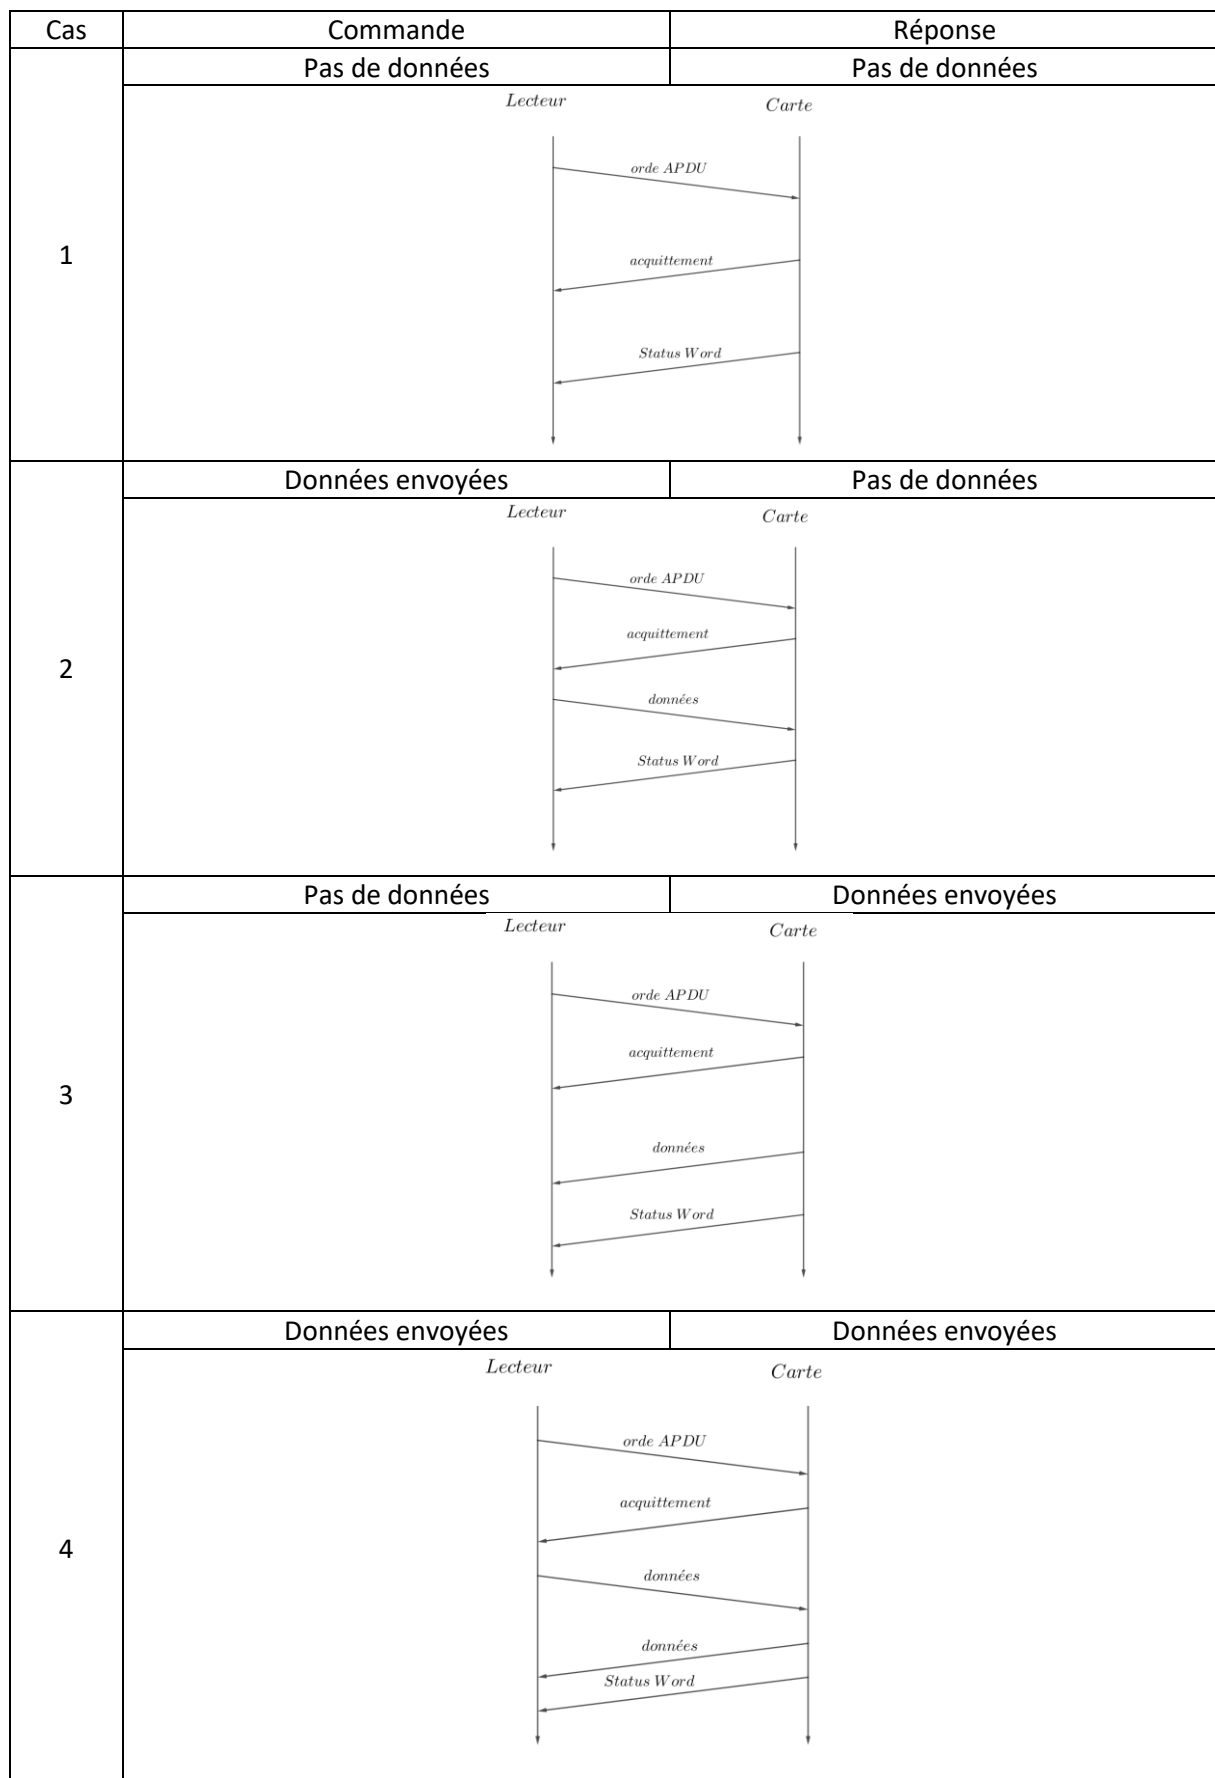 Cas Commande Réponse
Pas de données Pas de données
Lecteur Carte
orde APDU
1
acquittement
Status Word
Données envoyées Pas de données
Lecteur Carte
orde APDU
acquittement
2
données
Status Word
Pas de données Données envoyées
Lecteur Carte
orde APDU
acquittement
3
données
Status Word
Données envoyées Données envoyées
Lecteur Carte
orde APDU
acquittement
4
données
données
Status Word